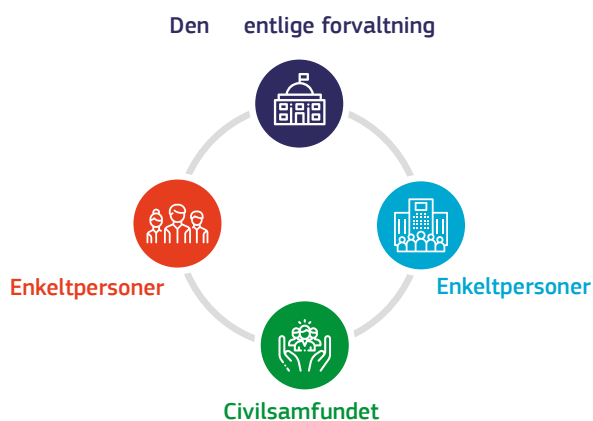 Den entlige forvaltning
Enkeltpersoner
Enkeltpersoner
Civilsamfundet